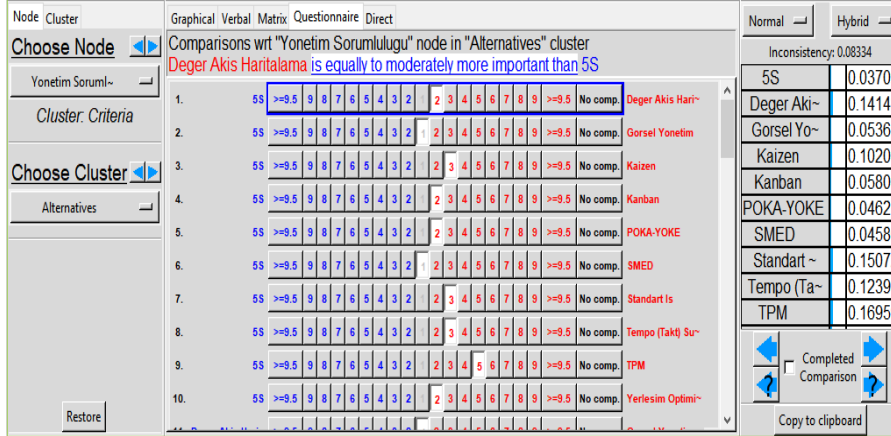 Node Cluster
Choose Node
Yonetim Soruml~
Cluster: Criteria
Choose Cluster
Alternatives
Restore
Graphical Verbal Matrix Questionnaire Direct
Comparisons wrt "Yonetim Sorumlulugu" node in "Alternatives" cluster
Deger Akis Haritalama is equally to moderately more important than 5S
1. 5S >=9.5 9 8 7 6 5 4 3 2 1 2 3 4 5 6 7 8 9 >=9.5 No comp. Deger Akis Hari~
2. 5S >=9.5 9 8 7 6 5 4 3 2 1 2 3 4 5 6 7 8 9 >=9.5 No comp. Gorsel Yonetim
3. 5S >=9.5 9 8 7 6 5 4 3 2 1 2 3 4 5 6 7 8 9 >=9.5 No comp. Kaizen
4. 5S >=9.5 9 8 7 6 5 4 3 2 1 2 3 4 5 6 7 8 9 >=9.5 No comp. Kanban
5. 5S >=9.5 9 8 7 6 5 4 3 2 1 2 3 4 5 6 7 8 9 >=9.5 No comp. POKA-YOKE
6. 5S >=9.5 9 8 7 6 5 4 3 2 1 2 3 4 5 6 7 8 9 >=9.5 No comp. SMED
7. 5S >=9.5 9 8 7 6 5 4 3 2 1 2 3 4 5 6 7 8 9 >=9.5 No comp. Standart Is
8. 5S >=9.5 9 8 7 6 5 4 3 2 1 2 3 4 5 6 7 8 9 >=9.5 No comp. Tempo (Takt) Su~
9. 5S >=9.5 9 8 7 6 5 4 3 2 1 2 3 4 5 6 7 8 9 >=9.5 No comp. TPM
10. 5S >=9.5 9 8 7 6 5 4 3 2 1 2 3 4 5 6 7 8 9 >=9.5 No comp. Yerlesim Optimi~
Normal Hybrid
Inconsistency: 0.08334
5S 0.0370
Deger Aki~ 0.1414
Gorsel Yo~ 0.0536
Kaizen 0.1020
Kanban 0.0580
POKA-YOKE 0.0462
SMED 0.0458
Standart ~ 0.1507
Tempo (Ta~ 0.1239
TPM 0.1695
Completed
Comparison
? ?
Copy to clipboard